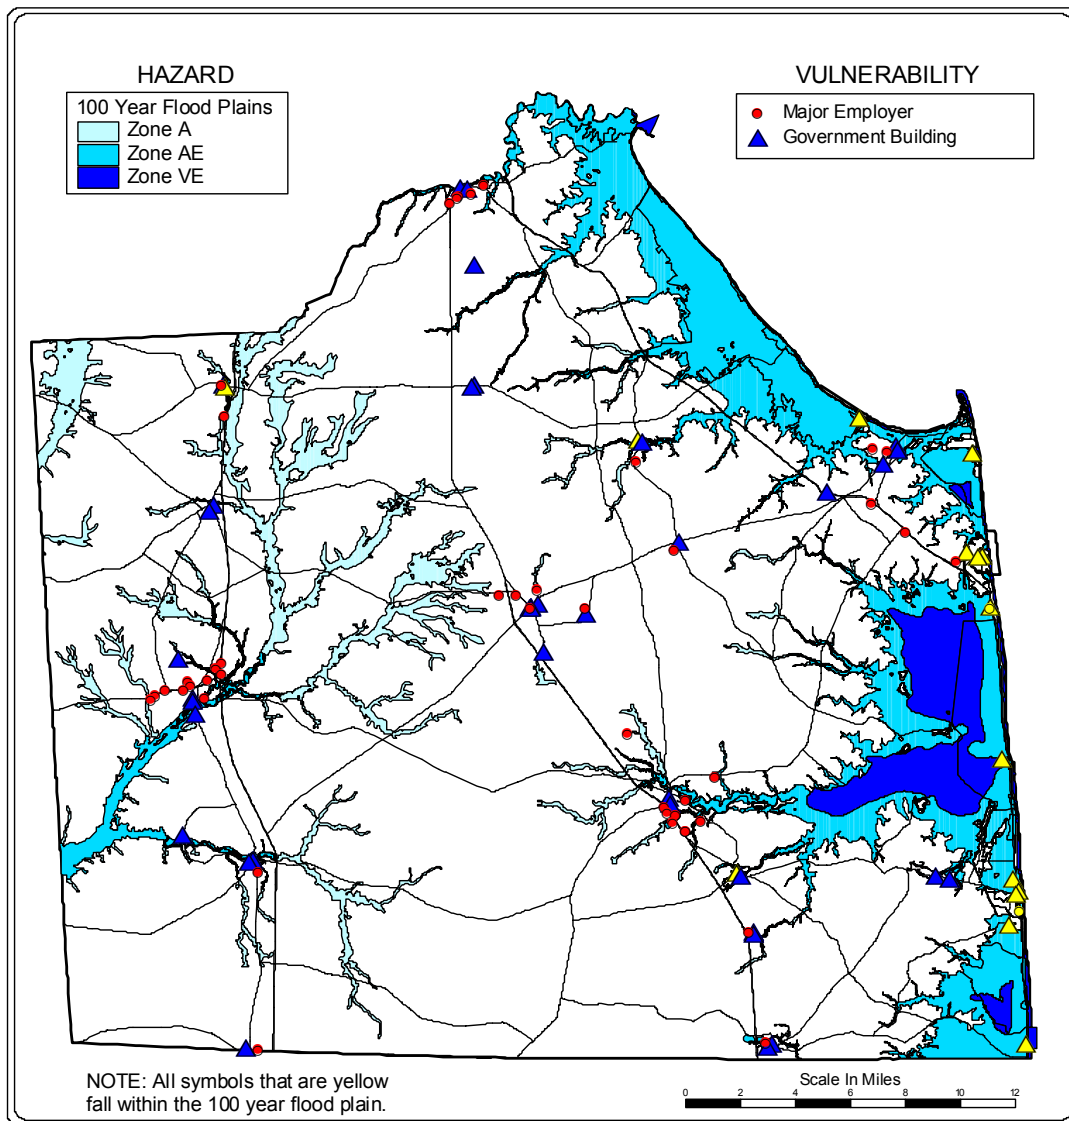 HAZARD
100 Year Flood Plains
Zone A
Zone AE
Zone VE
VULNERABILITY
Major Employer
Government Building
NOTE: All symbols that are yellow
fall within the 100 year flood plain.
Scale In Miles
0 2 4 6 8 10 12